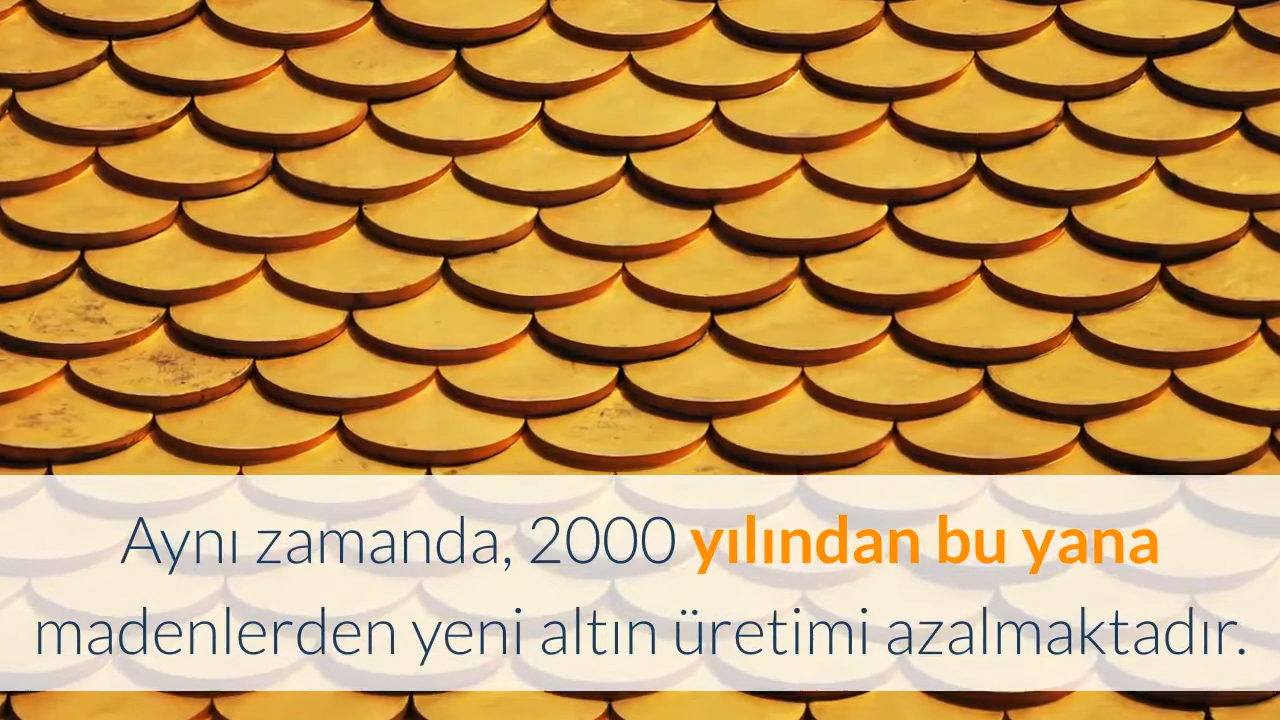 Aynı zamanda, 2000 yılından bu yana
madenlerden yeni altın üretimi azalmaktadır.